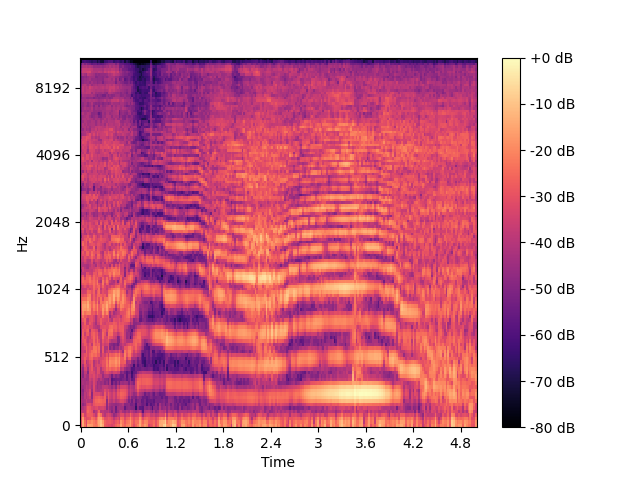 8192
4096
2048
1024
512
0
Hz
0 0.6 1.2 1.8 2.4 3 3.6 4.2 4.8
Time
+0 dB
-10 dB
-20 dB
-30 dB
-40 dB
-50 dB
-60 dB
-70 dB
-80 dB